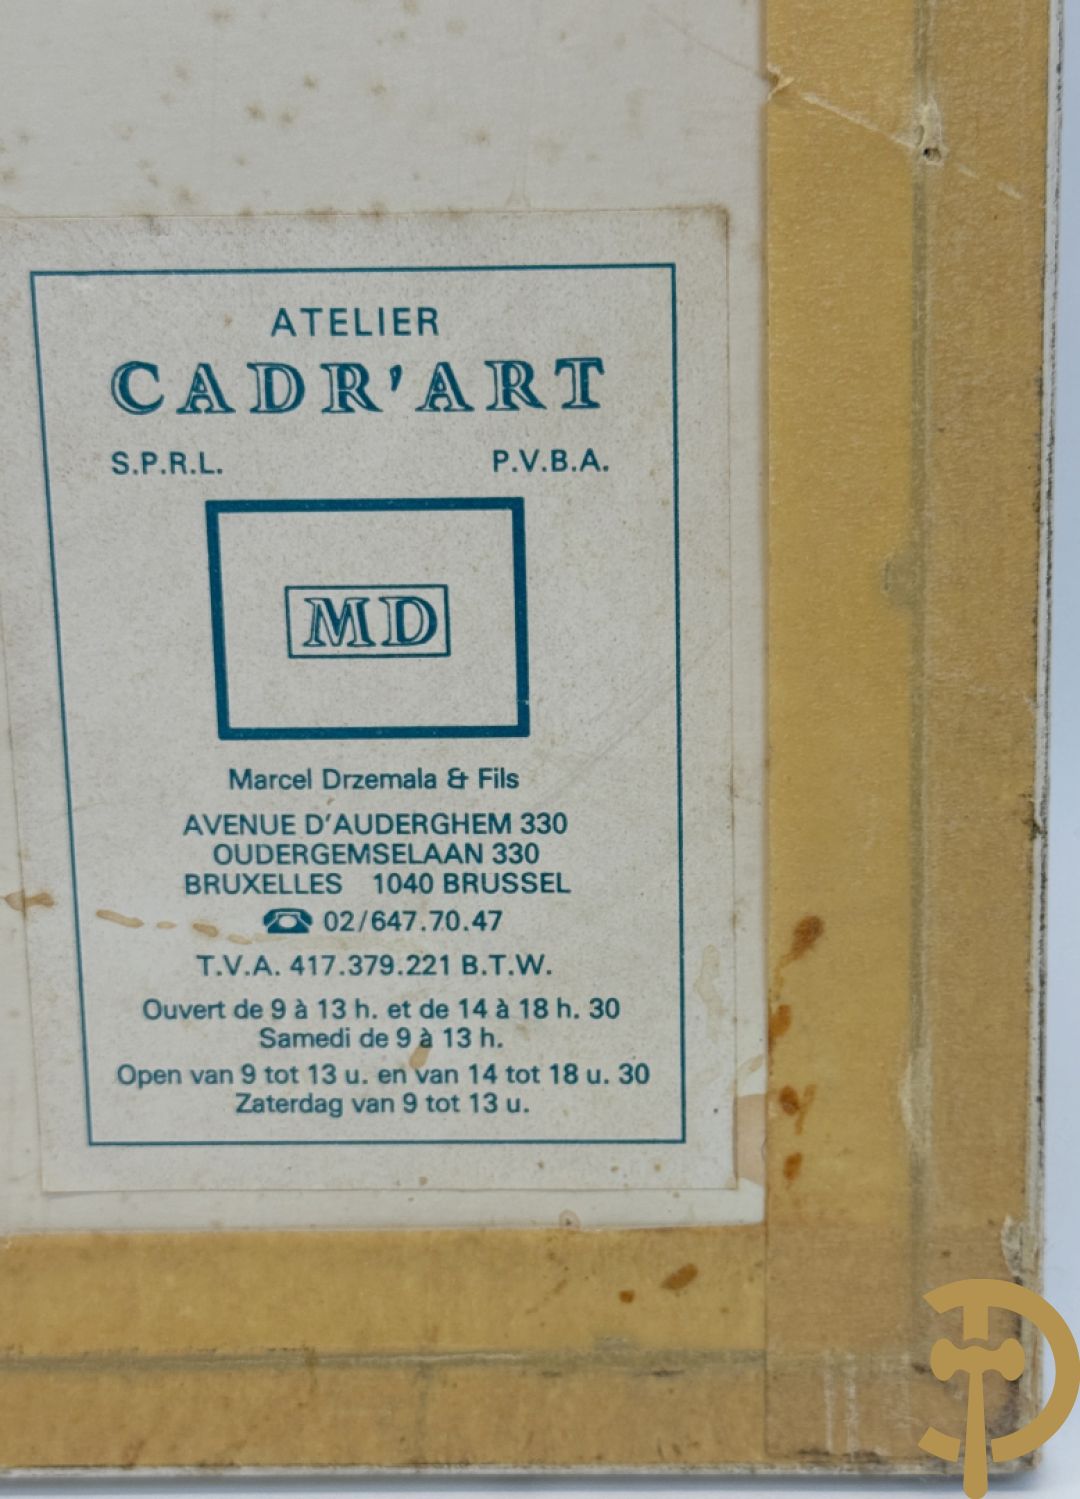 ATELIER
CADR'ART
S.P.R.L. P.V.B.A.
MD
Marcel Drzemala & Fils
AVENUE D'AUDERGHEM 330
OUDERGEMSELAAN 330
BRUXELLES 1040 BRUSSEL
☎ 02/647.70.47
T.V.A. 417.379.221 B.T.W.
Ouvert de 9 à 13 h. et de 14 à 18 h. 30
Samedi de 9 à 13 h.
Open van 9 tot 13 u. en van 14 tot 18 u. 30
Zaterdag van 9 tot 13 u.